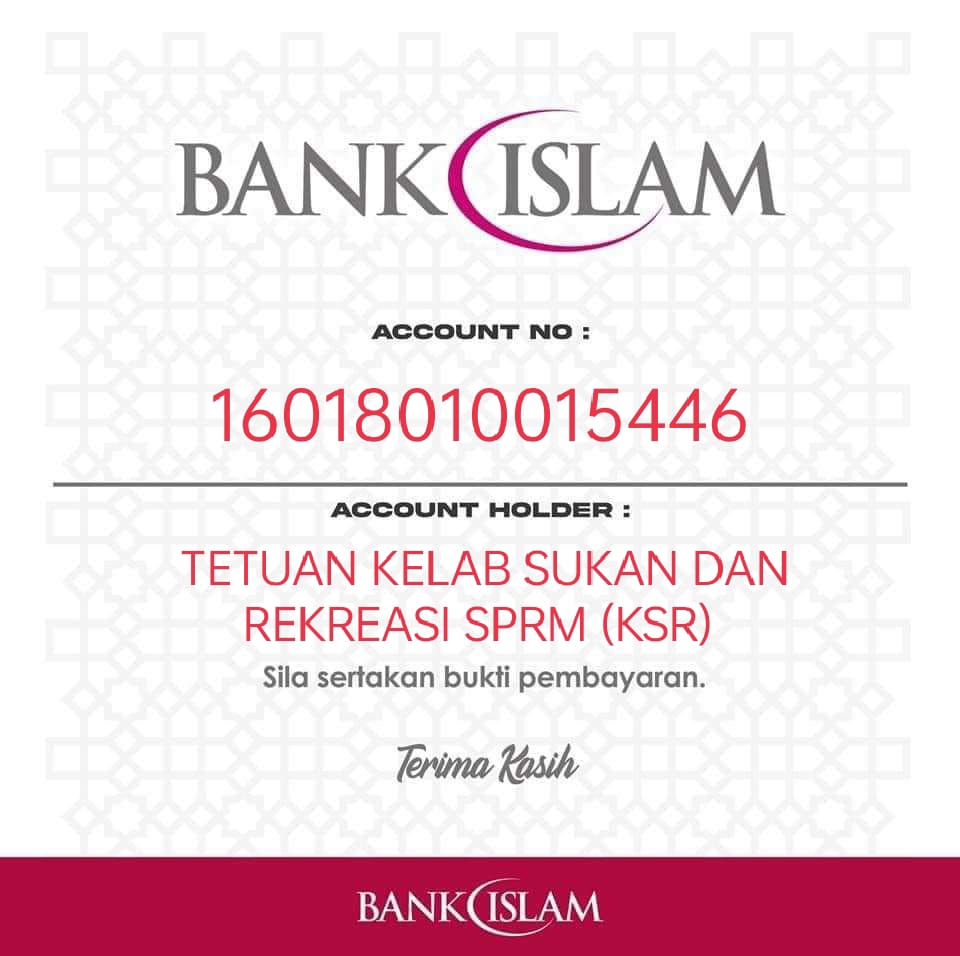 BANK ISLAM
ACCOUNT NO :
16018010015446
ACCOUNT HOLDER :
TETUAN KELAB SUKAN DAN
REKREASI SPRM (KSR)
Sila sertakan bukti pembayaran.
Terima Kasih
BANK ISLAM